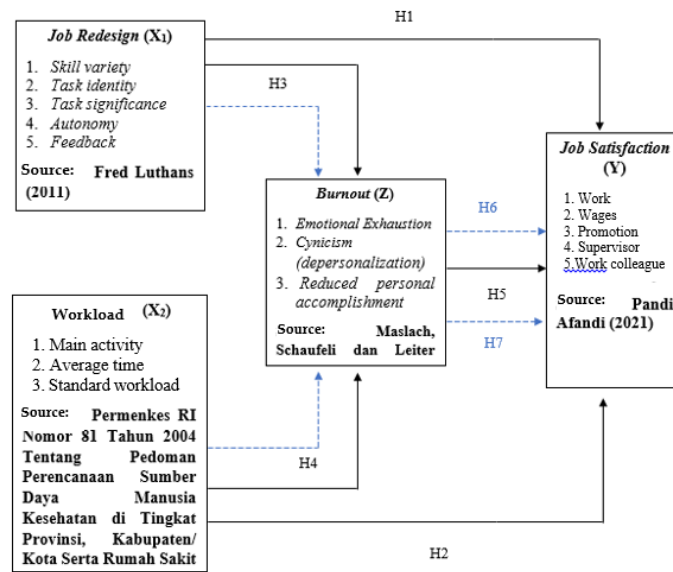 H1
Job Redesign (X₁)
1. Skill variety
2. Task identity
3. Task significance
4. Autonomy
5. Feedback
Source: Fred Luthans
(2011)
H3
Burnout (Z)
1. Emotional Exhaustion
2. Cynicism
(depersonalization)
3. Reduced personal
accomplishment
Source: Maslach,
Schaufeli dan Leiter
H6
H5
H7
Job Satisfaction
(Y)
1. Work
2. Wages
3. Promotion
4. Supervisor
5.Work colleague
Source: Pandi
Afandi (2021)
Workload (X₂)
1. Main activity
2. Average time
3. Standard workload
Source: Permenkes RI
Nomor 81 Tahun 2004
Tentang Pedoman
Perencanaan Sumber
Daya Manusia
Kesehatan di Tingkat
Provinsi, Kabupaten/
Kota Serta Rumah Sakit
H4
H2